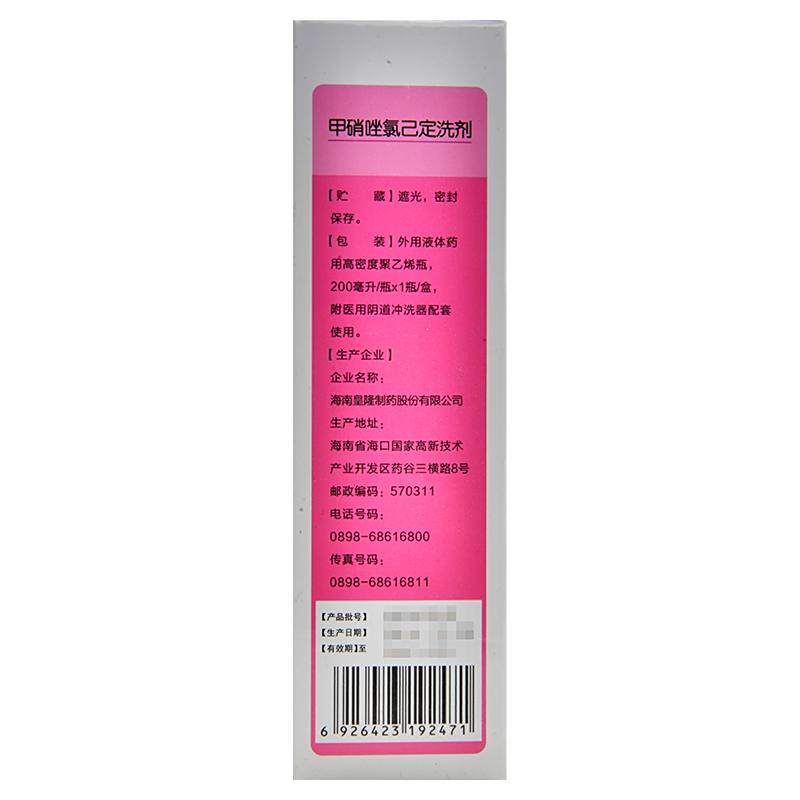 甲硝唑氯己定洗剂
【贮 藏】遮光，密封
保存。
【包 装】外用液体药
用高密度聚乙烯瓶，
200毫升/瓶x1瓶/盒，
附医用阴道冲洗器配套
使用。
【生产企业】
企业名称：
海南皇隆制药股份有限公司
生产地址：
海南省海口国家高新技术
产业开发区药谷三横路8号
邮政编码：570311
电话号码：
0898-68616800
传真号码：
0898-68616811
【产品批号】
【生产日期】
【有效期】至
6 926423 192471